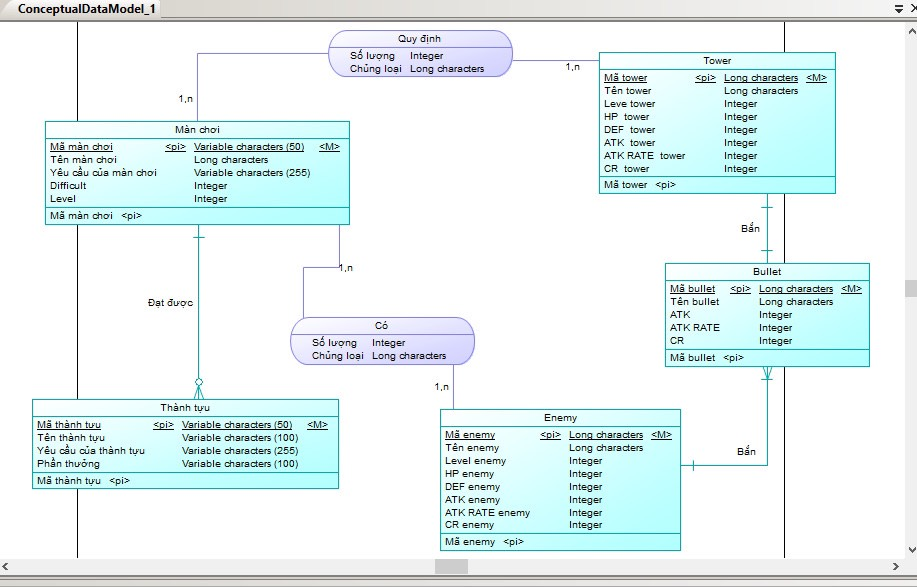 ConceptualDataModel_1
Quy định
Số lượng Integer
Chủng loại Long characters
1,n
1,n
Tower
Mã tower <pi> Long characters <M>
Tên tower Long characters
Leve tower Integer
HP tower Integer
DEF tower Integer
ATK tower Integer
ATK RATE tower Integer
CR tower Integer
Mã tower <pi>
Màn chơi
Mã màn chơi <pi> Variable characters (50) <M>
Tên màn chơi Long characters
Yêu cầu của màn chơi Variable characters (255)
Difficult Integer
Level Integer
Mã màn chơi <pi>
Bắn
1,n
Bullet
Mã bullet <pi> Long characters <M>
Tên bullet Long characters
ATK Integer
ATK RATE Integer
CR Integer
Mã bullet <pi>
Đạt được
Có
Số lượng Integer
Chủng loại Long characters
1,n
Thành tựu
Mã thành tựu <pi> Variable characters (50) <M>
Tên thành tựu Variable characters (100)
Yêu cầu của thành tựu Variable characters (255)
Phần thưởng Variable characters (100)
Mã thành tựu <pi>
Enemy
Mã enemy <pi> Long characters <M>
Tên enemy Long characters
Level enemy Integer
HP enemy Integer
DEF enemy Integer
ATK enemy Integer
ATK RATE enemy Integer
CR enemy Integer
Mã enemy <pi>
Bắn